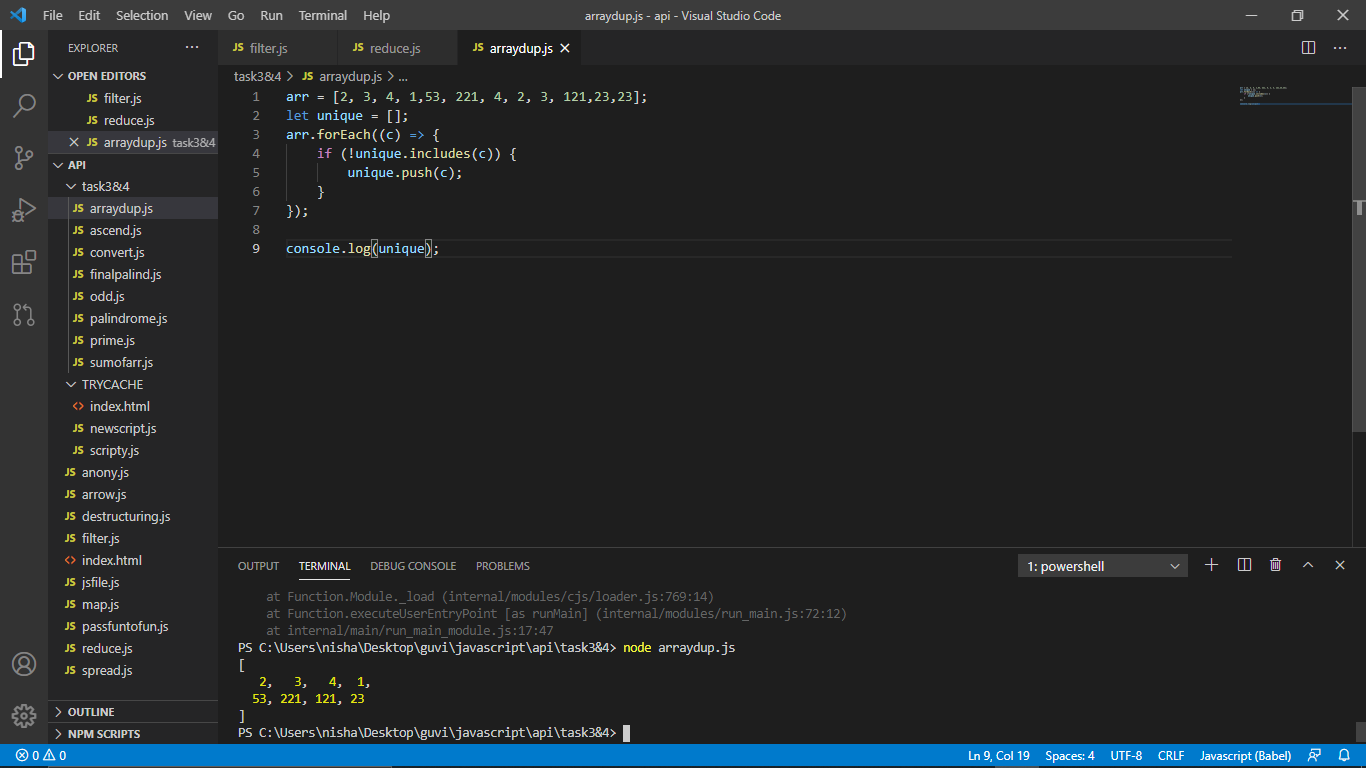 File Edit Selection View Go Run Terminal Help
arraydup.js - api - Visual Studio Code
EXPLORER
OPEN EDITORS
JS filter.js
JS reduce.js
JS arraydup.js task3&4
API
task3&4
JS arraydup.js
JS ascend.js
JS convert.js
JS finalpalind.js
JS odd.js
JS palindrome.js
JS prime.js
JS sumofarr.js
TRYCACHE
<> index.html
JS newscript.js
JS scripty.js
JS anony.js
JS arrow.js
JS destructuring.js
JS filter.js
<> index.html
JS jsfile.js
JS map.js
JS passfuntofun.js
JS reduce.js
JS spread.js
OUTLINE
NPM SCRIPTS
JS filter.js JS reduce.js JS arraydup.js
task3&4 > JS arraydup.js > ...
1 arr = [2, 3, 4, 1,53, 221, 4, 2, 3, 121,23,23];
2 let unique = [];
3 arr.forEach((c) => {
4 if (!unique.includes(c)) {
5 unique.push(c);
6 }
7 });
8
9 console.log(unique);
OUTPUT TERMINAL DEBUG CONSOLE PROBLEMS
1: powershell
at Function.Module._load (internal/modules/cjs/loader.js:769:14)
at Function.executeUserEntryPoint [as runMain] (internal/modules/run_main.js:72:12)
at internal/main/run_main_module.js:17:47
PS C:\Users\nisha\Desktop\guvi\javascript\api\task3&4> node arraydup.js
[
2, 3, 4, 1,
53, 221, 121, 23
]
PS C:\Users\nisha\Desktop\guvi\javascript\api\task3&4>
0 0
Ln 9, Col 19 Spaces: 4 UTF-8 CRLF Javascript (Babel)